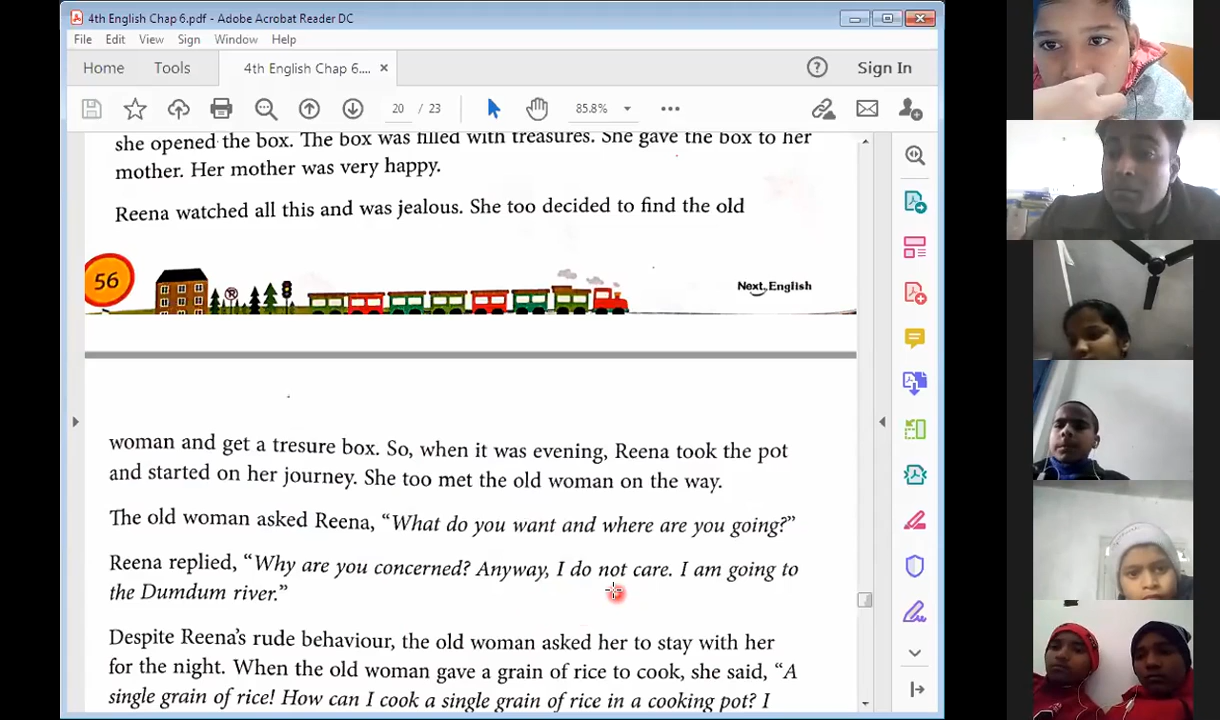 4th English Chap 6.pdf - Adobe Acrobat Reader DC
File Edit View Sign Window Help
Home Tools 4th English Chap 6.... × Sign In
20 / 23 85.8%
she opened the box. The box was filled with treasures. She gave the box to her
mother. Her mother was very happy.
Reena watched all this and was jealous. She too decided to find the old
56
Next English
woman and get a tresure box. So, when it was evening, Reena took the pot
and started on her journey. She too met the old woman on the way.
The old woman asked Reena, “What do you want and where are you going?”
Reena replied, “Why are you concerned? Anyway, I do not care. I am going to
the Dumdum river.”
Despite Reena’s rude behaviour, the old woman asked her to stay with her
for the night. When the old woman gave a grain of rice to cook, she said, “A
single grain of rice! How can I cook a single grain of rice in a cooking pot? I